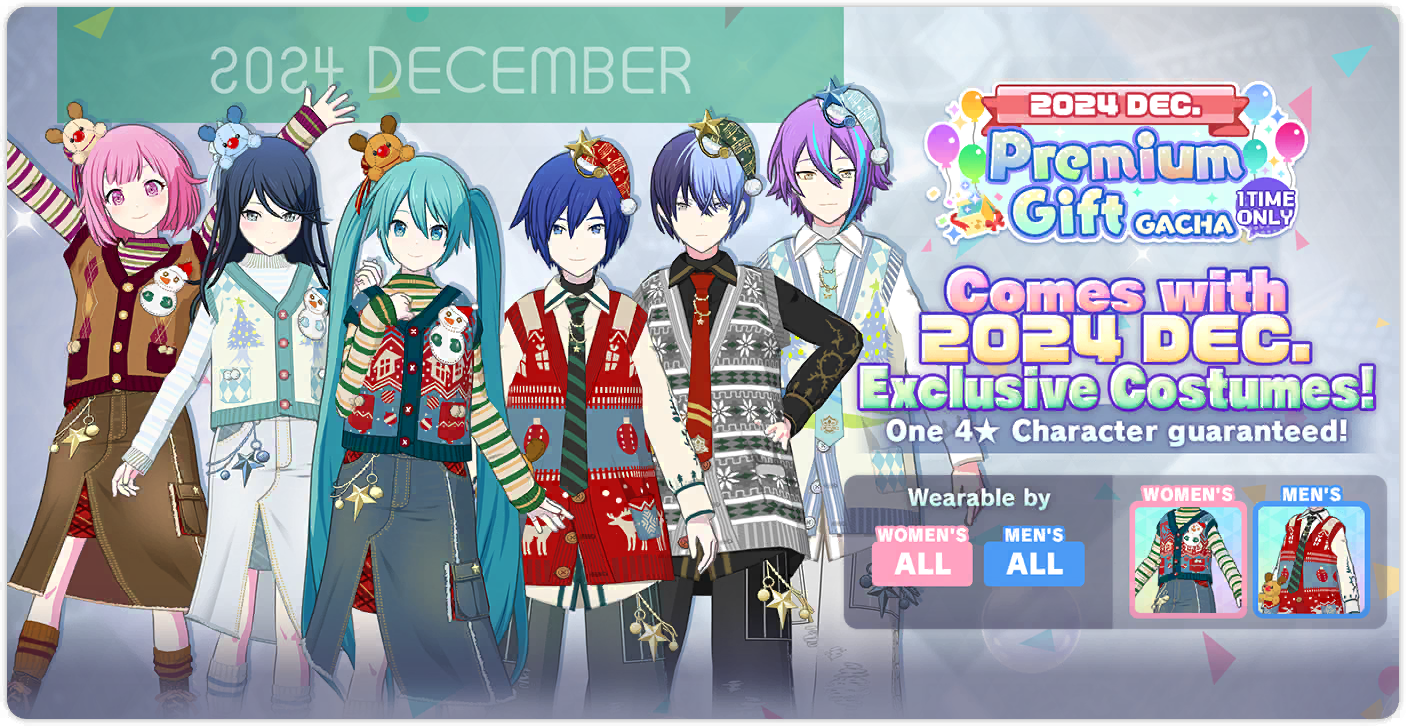 2024 DECEMBER
2024 DEC.
Premium
Gift GACHA
1TIME
ONLY
Comes with
2024 DEC.
Exclusive Costumes!
One 4★ Character guaranteed!
Wearable by
WOMEN'S
ALL
MEN'S
ALL
WOMEN'S
MEN'S